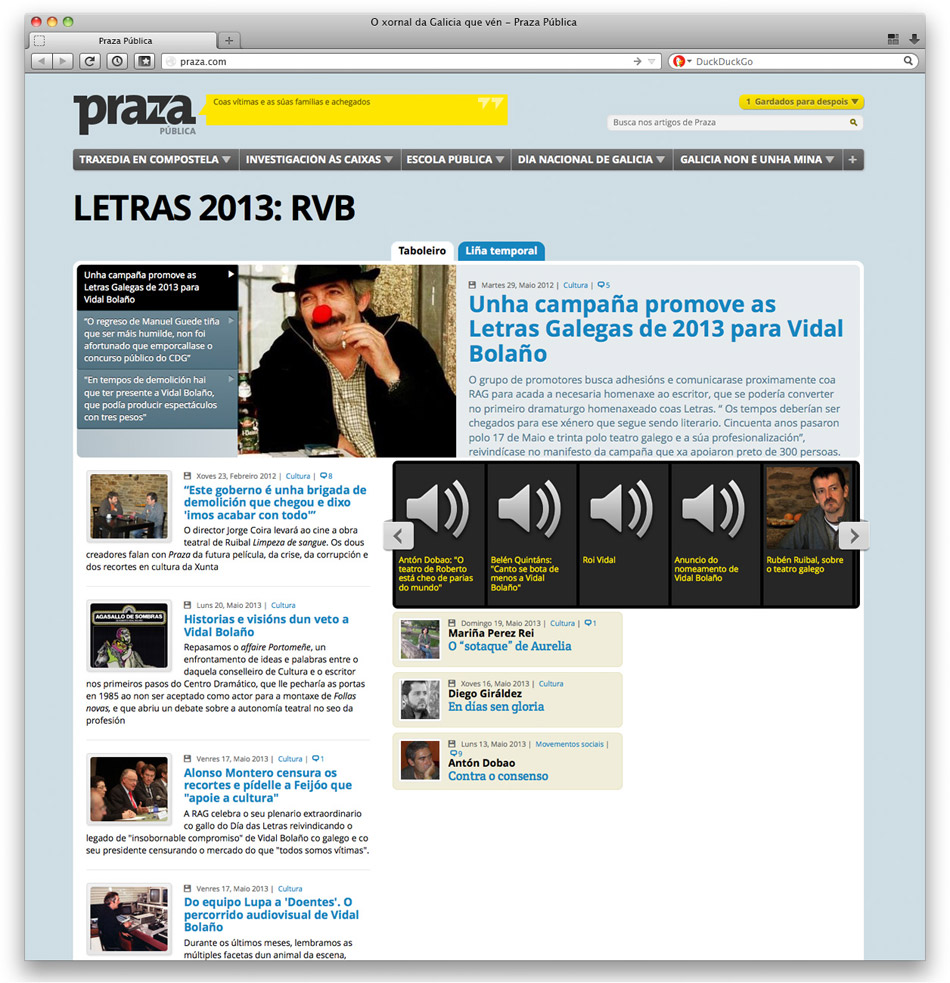 O xornal da Galicia que vén – Praza Pública
Praza Pública
praza.com
DuckDuckGo
praza
PÚBLICA
Coas vítimas e as súas familias e achegados
1 Gardados para despois
Busca nos artigos de Praza
TRAXEDIA EN COMPOSTELA
INVESTIGACIÓN ÁS CAIXAS
ESCOLA PÚBLICA
DÍA NACIONAL DE GALICIA
GALICIA NON É UNHA MINA
+
LETRAS 2013: RVB
Taboleiro
Liña temporal
Unha campaña promove as
Letras Galegas de 2013 para
Vidal Bolaño
"O regreso de Manuel Guede tiña
que ser máis humilde, non foi
afortunado que emporcallase o
concurso público do CDG"
"En tempos de demolición hai
que ter presente a Vidal Bolaño,
que podía producir espectáculos
con tres pesos"
Martes 29, Maio 2012 | Cultura | 5
Unha campaña promove as
Letras Galegas de 2013 para Vidal
Bolaño
O grupo de promotores busca adhesións e comunicarase proximamente coa
RAG para acada a necesaria homenaxe ao escritor, que se podería converter
no primeiro dramaturgo homenaxeado coas Letras. " Os tempos deberían ser
chegados para ese xénero que segue sendo literario. Cincuenta anos pasaron
polo 17 de Maio e trinta polo teatro galego e a súa profesionalización",
reivindícase no manifesto da campaña que xa apoiaron preto de 300 persoas.
Xoves 23, Febreiro 2012 | Cultura | 8
"Este goberno é unha brigada de
demolición que chegou e dixo
'imos acabar con todo'"
O director Jorge Coira levará ao cine a obra
teatral de Ruibal Limpeza de sangue. Os dous
creadores falan con Praza da futura película, da crise, da corrupción e
dos recortes en cultura da Xunta
Luns 20, Maio 2013 | Cultura
AGASALLO DE SOMBRAS
Historias e visións dun veto a
Vidal Bolaño
Repasamos o affaire Portomeñe, un
enfrontamento de ideas e palabras entre o
daquela conselleiro de Cultura e o escritor
nos primeiros pasos do Centro Dramático, que lle pecharía as portas
en 1985 ao non ser aceptado como actor para a montaxe de Follas
novas, e que abriu un debate sobre a autonomía teatral no seo da
profesión
Venres 17, Maio 2013 | Cultura | 1
Alonso Montero censura os
recortes e pídelle a Feijóo que
"apoie a cultura"
A RAG celebra o seu plenario extraordinario
co gallo do Día das Letras reivindicando o
legado de "insobornable compromiso" de Vidal Bolaño co galego e co
seu presidente censurando o mercado do que "todos somos vítimas".
Venres 17, Maio 2013 | Cultura
Do equipo Lupa a 'Doentes'. O
percorrido audiovisual de Vidal
Bolaño
Durante os últimos meses, lembramos as
múltiples facetas dun animal da escena,
Antón Dobao: "O
teatro de Roberto
está cheo de parias
do mundo"
Belén Quintáns:
"Canto se bota de
menos a Vidal
Bolaño"
Roi Vidal
Anuncio do
nomeamento de
Vidal Bolaño
Rubén Ruibal, sobre
o teatro galego
Domingo 19, Maio 2013 | Cultura | 1
Mariña Perez Rei
O "sotaque" de Aurelia
Xoves 16, Maio 2013 | Cultura
Diego Giráldez
En días sen gloria
Luns 13, Maio 2013 | Movementos sociais |
9
Antón Dobao
Contra o consenso